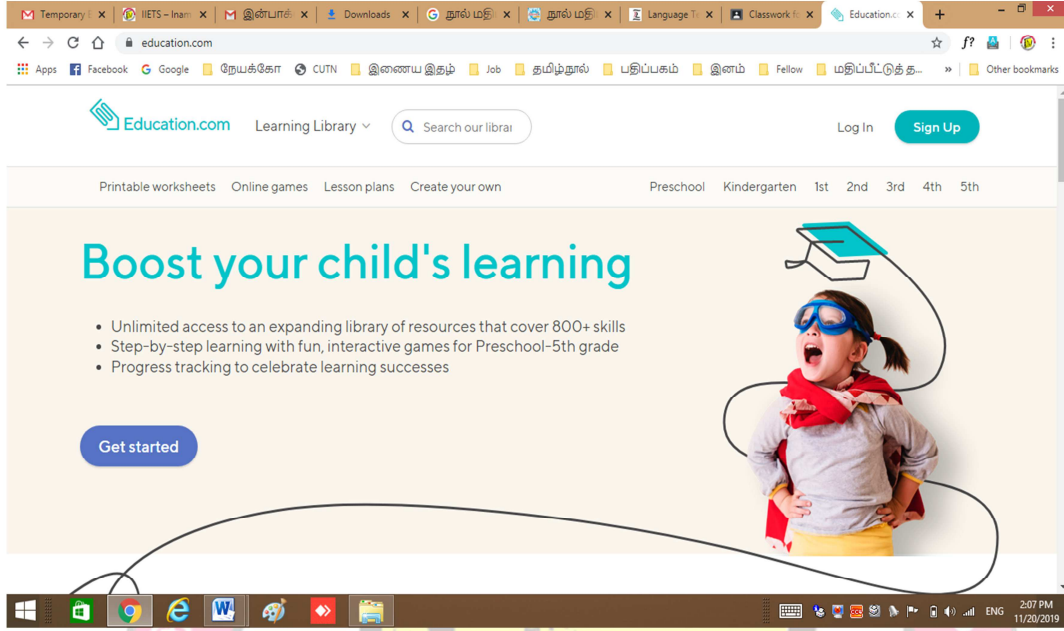 Temporary E IIETS – Inam இன்பாக் Downloads நூல் மதி நூல் மதி Language Te Classwork fo Education.co
education.com f?
Apps Facebook Google நேயக்கோ CUTN இணைய இதழ் Job தமிழ்நூல் பதிப்பகம் இனம் Fellow மதிப்பீட்டுத் த... » Other bookmarks
Education.com Learning Library Search our librar Log In Sign Up
Printable worksheets Online games Lesson plans Create your own Preschool Kindergarten 1st 2nd 3rd 4th 5th
Boost your child's learning
• Unlimited access to an expanding library of resources that cover 800+ skills
• Step-by-step learning with fun, interactive games for Preschool-5th grade
• Progress tracking to celebrate learning successes
Get started
ENG 2:07 PM
11/20/2019